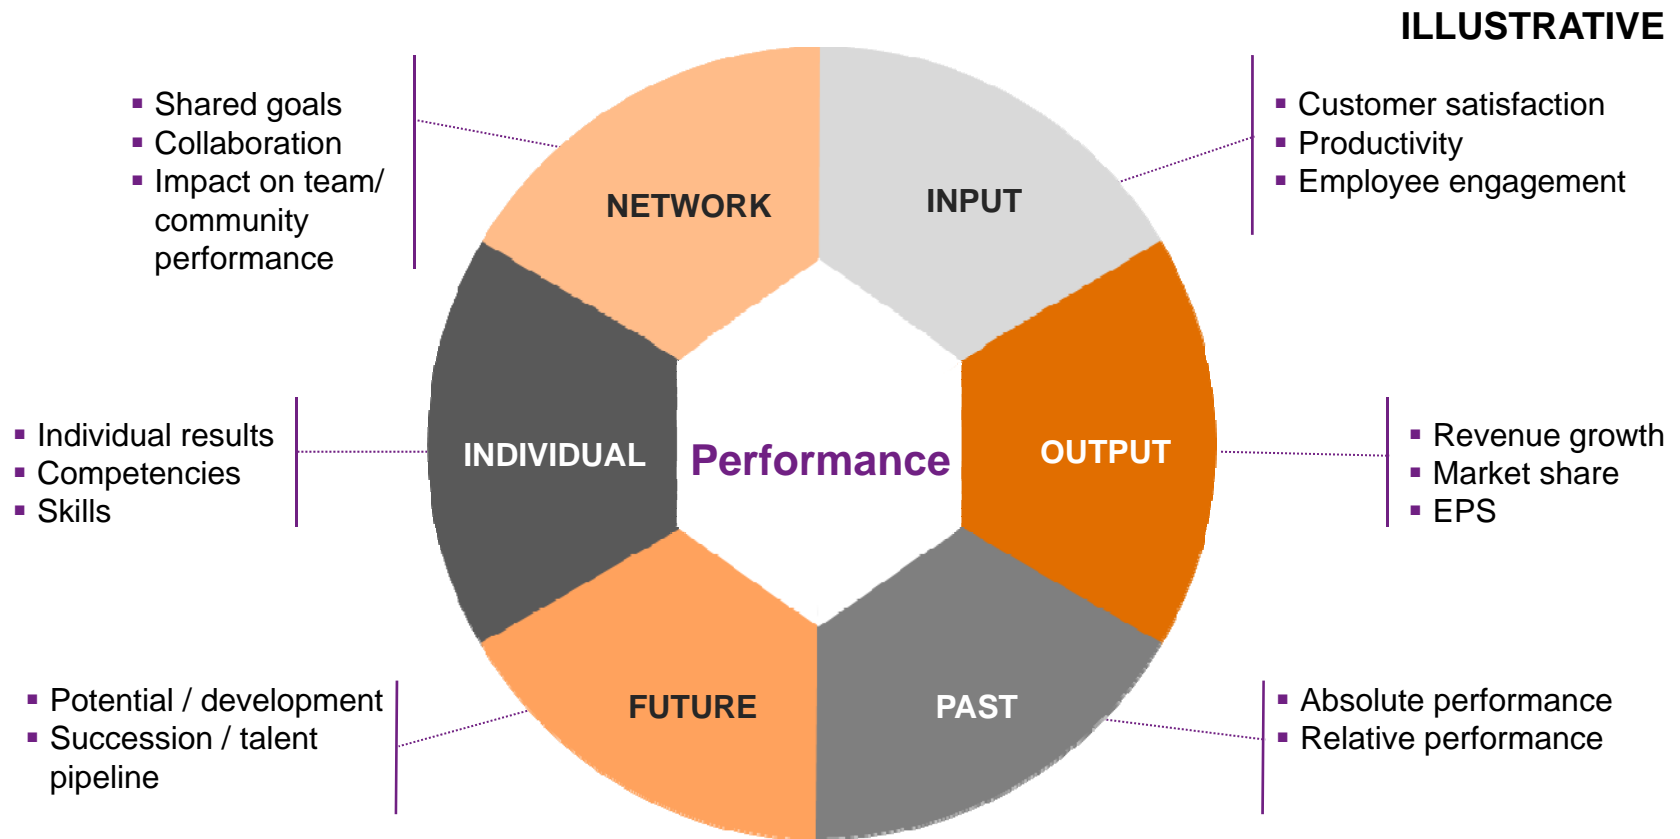 ILLUSTRATIVE
▪ Shared goals
▪ Collaboration
▪ Impact on team/
community
performance
NETWORK
INPUT
▪ Customer satisfaction
▪ Productivity
▪ Employee engagement
▪ Individual results
▪ Competencies
▪ Skills
INDIVIDUAL
Performance
OUTPUT
▪ Revenue growth
▪ Market share
▪ EPS
▪ Potential / development
▪ Succession / talent
pipeline
FUTURE
PAST
▪ Absolute performance
▪ Relative performance